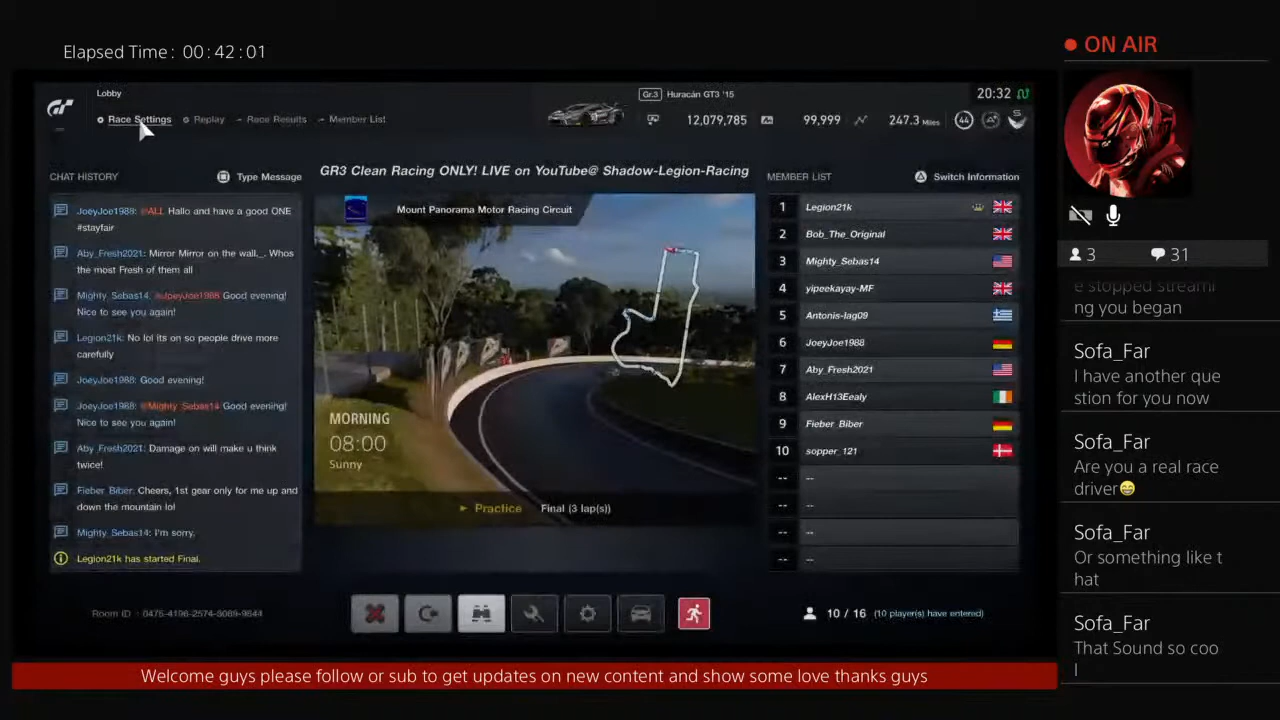 Elapsed Time: 00:42:01
ON AIR
Lobby
Race Settings
Replay
Race Results
Member List
Gr.3 Huracán GT3 '15
12,079,785
99,999
247.3 Miles
44
20:32
CHAT HISTORY
Type Message
JoeyJoe1988: @ALL Hallo and have a good ONE
#stayfair
Aby_Fresh2021: Mirror Mirror on the wall._. Whos
the most Fresh of them all
Mighty_Sebas14: @JoeyJoe1988 Good evening!
Nice to see you again!
Legion21k: No lol its on so people drive more
carefully
JoeyJoe1988: Good evening!
JoeyJoe1988: @Mighty_Sebas14 Good evening!
Nice to see you again!
Aby_Fresh2021: Damage on will make u think
twice!
Fieber_Biber: Cheers, 1st gear only for me up and
down the mountain lol
Mighty_Sebas14: I'm sorry.
Legion21k has started Final.
Room ID : 0475-4196-2574-3089-9644
GR3 Clean Racing ONLY! LIVE on YouTube@ Shadow-Legion-Racing
Mount Panorama Motor Racing Circuit
MORNING
08:00
Sunny
Practice Final (3 lap(s))
MEMBER LIST
Switch Information
1 Legion21k
2 Bob_The_Original
3 Mighty_Sebas14
4 yipeekayay-MF
5 Antonis-lag09
6 JoeyJoe1988
7 Aby_Fresh2021
8 AlexH13Eealy
9 Fieber_Biber
10 sopper_121
-- --
-- --
-- --
-- --
10 / 16 (10 player(s) have entered)
3 31
e stopped streami
ng you began
Sofa_Far
I have another que
stion for you now
Sofa_Far
Are you a real race
driver😁
Sofa_Far
Or something like t
hat
Sofa_Far
That Sound so coo
l
Welcome guys please follow or sub to get updates on new content and show some love thanks guys